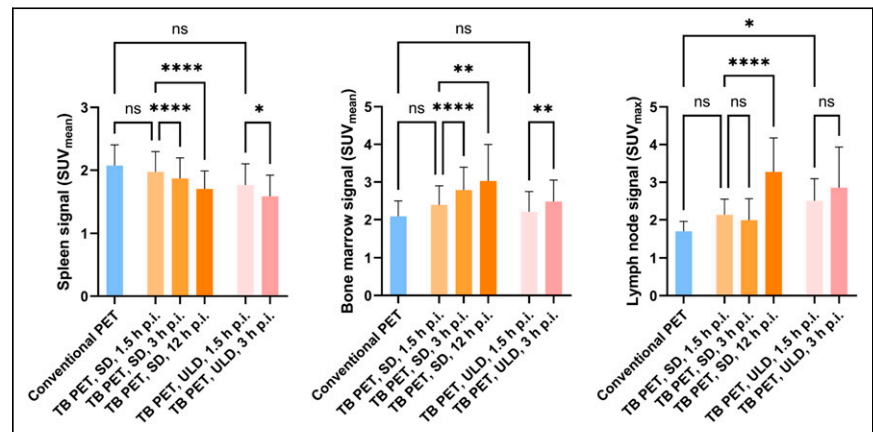 ns
****
**
ns
****
*
Spleen signal (SUVmean)
3
2
1
0
Conventional PET
TB PET, SD, 1.5 h p.i.
TB PET, SD, 3 h p.i.
TB PET, SD, 12 h p.i.
TB PET, ULD, 1.5 h p.i.
TB PET, ULD, 3 h p.i.
ns
**
ns
****
**
Bone marrow signal (SUVmean)
5
4
3
2
1
0
Conventional PET
TB PET, SD, 1.5 h p.i.
TB PET, SD, 3 h p.i.
TB PET, SD, 12 h p.i.
TB PET, ULD, 1.5 h p.i.
TB PET, ULD, 3 h p.i.
*
****
ns
ns
ns
Lymph node signal (SUVmax)
5
4
3
2
1
0
Conventional PET
TB PET, SD, 1.5 h p.i.
TB PET, SD, 3 h p.i.
TB PET, SD, 12 h p.i.
TB PET, ULD, 1.5 h p.i.
TB PET, ULD, 3 h p.i.